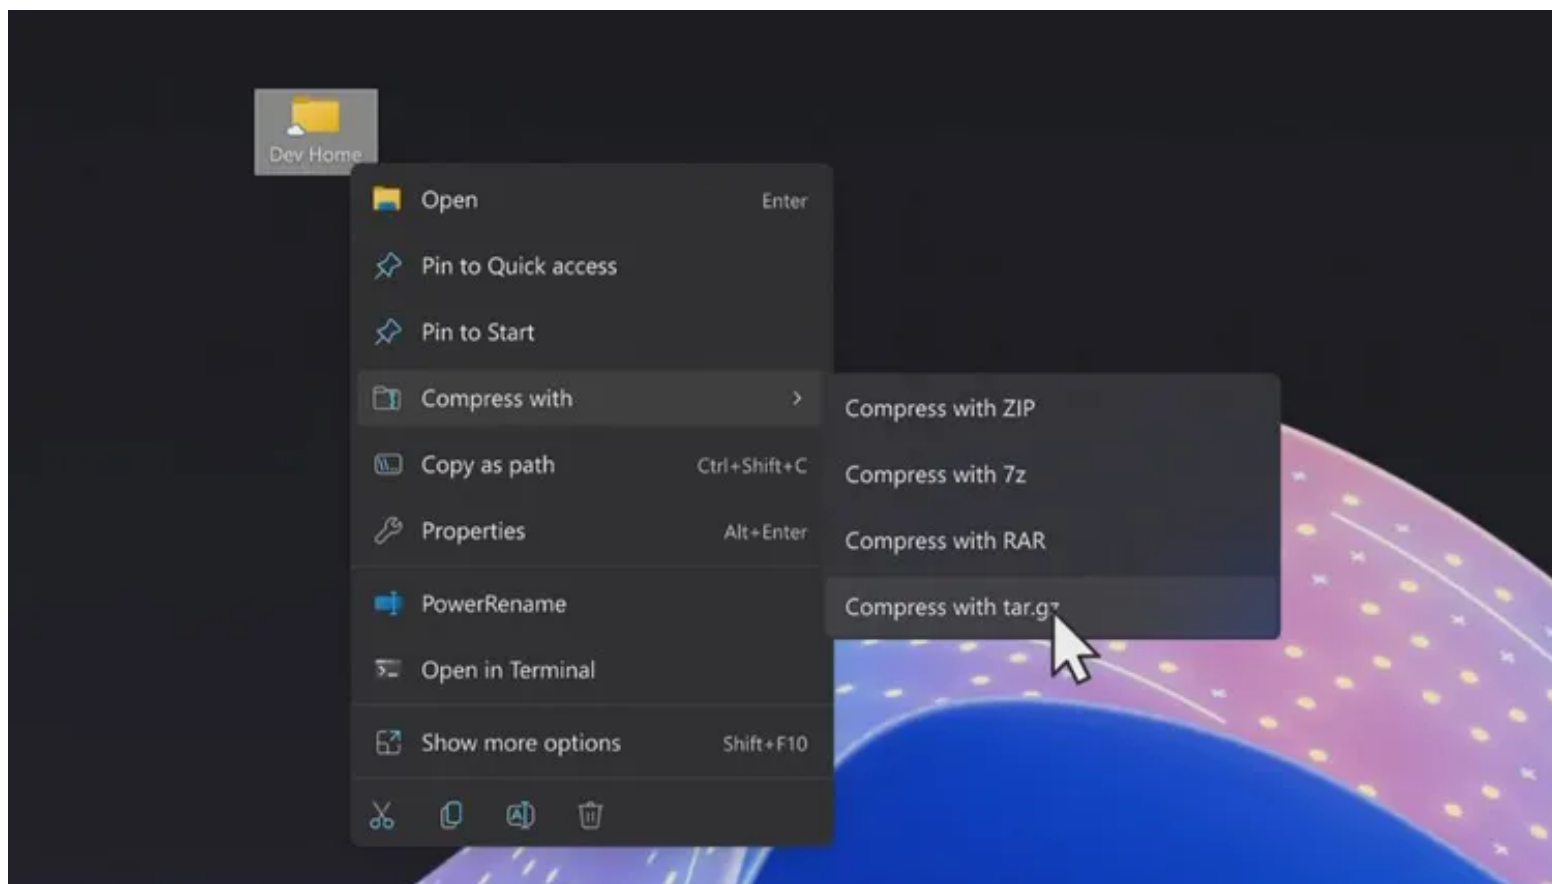 Dev Home
Open Enter
Pin to Quick access
Pin to Start
Compress with
Copy as path Ctrl+Shift+C
Properties Alt+Enter
PowerRename
Open in Terminal
Show more options Shift+F10
Compress with ZIP
Compress with 7z
Compress with RAR
Compress with tar.gz